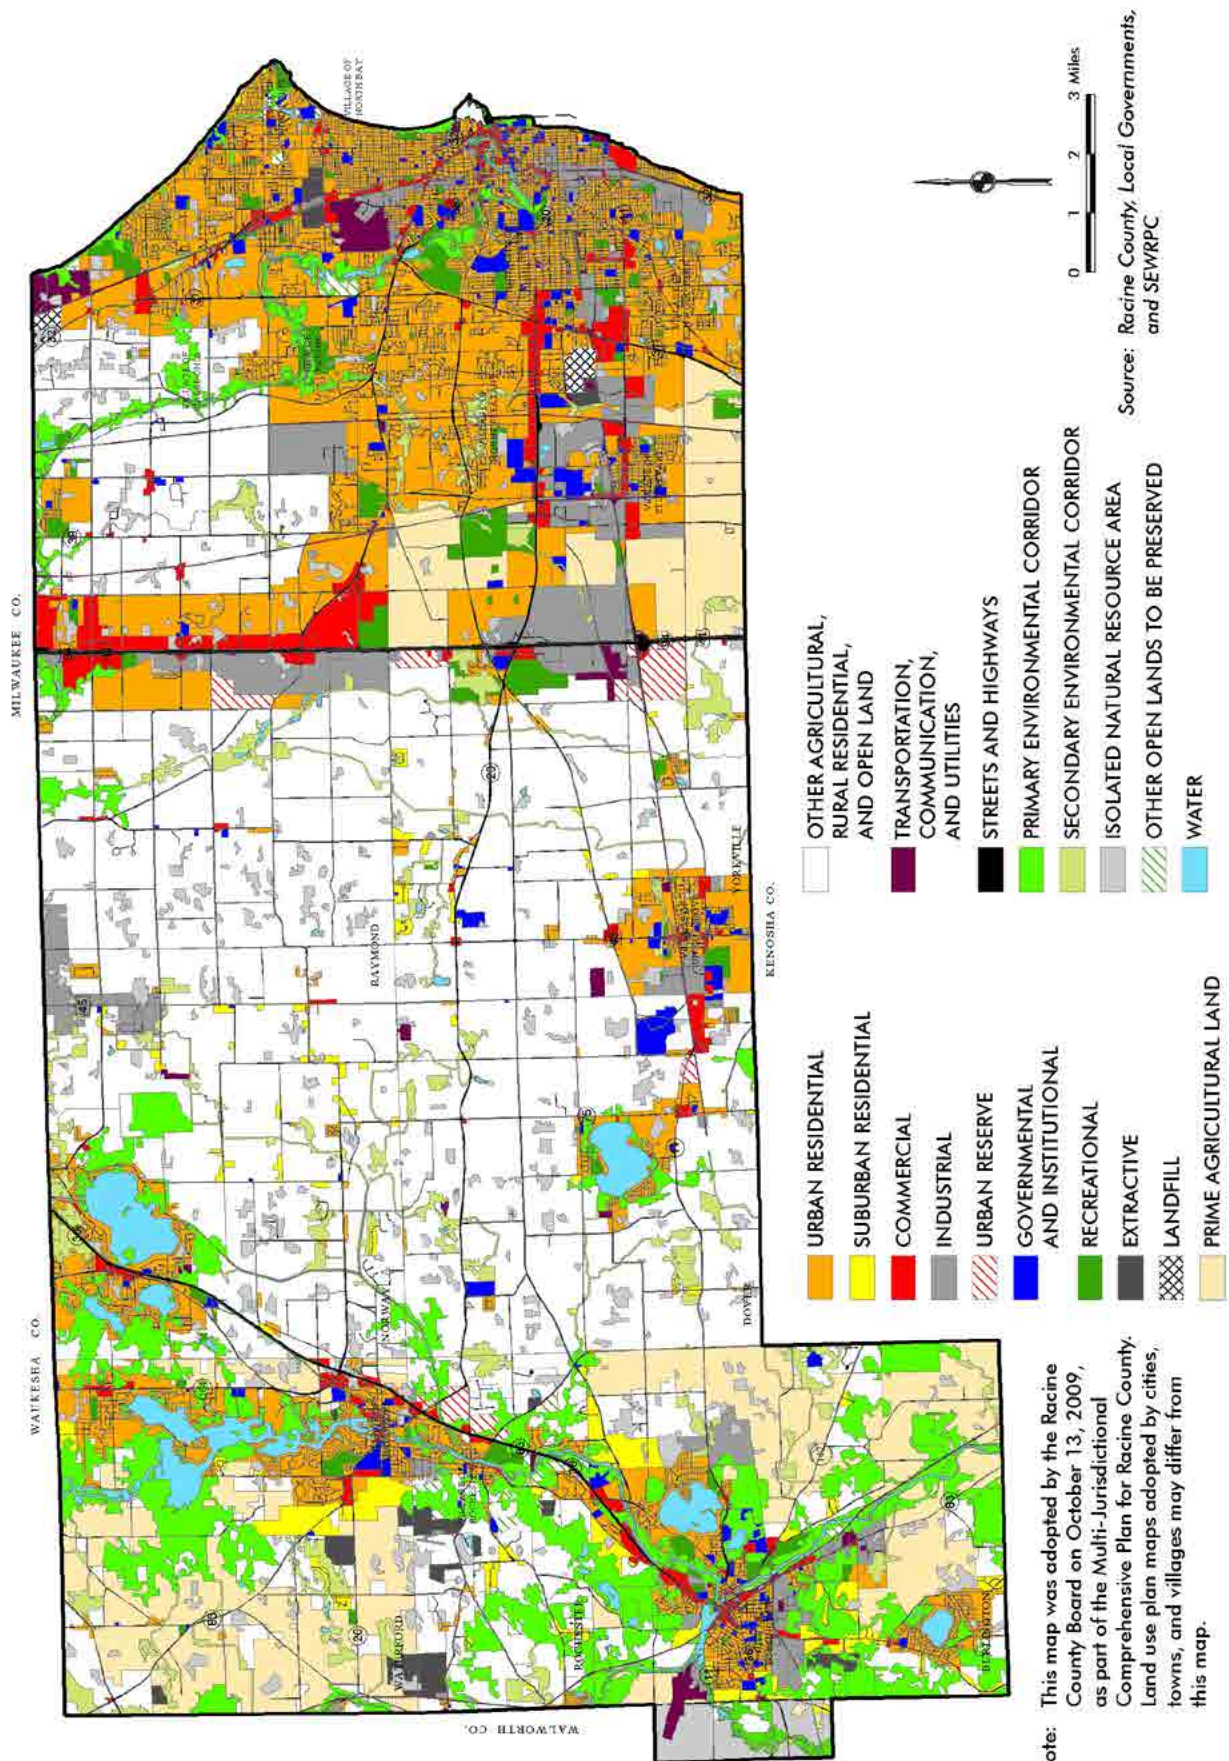 MILWAUKEE CO.
WAUKESHA CO.
VILLAGE OF
NORTH BAY
RAYMOND
NORWAY
WATERFORD
ROCHESTER
DOVER
YORKVILLE
BURLINGTON
KENOSHA CO.
WALWORTH CO.
URBAN RESIDENTIAL
SUBURBAN RESIDENTIAL
COMMERCIAL
INDUSTRIAL
URBAN RESERVE
GOVERNMENTAL
AND INSTITUTIONAL
RECREATIONAL
EXTRACTIVE
LANDFILL
PRIME AGRICULTURAL LAND
OTHER AGRICULTURAL,
RURAL RESIDENTIAL,
AND OPEN LAND
TRANSPORTATION,
COMMUNICATION,
AND UTILITIES
STREETS AND HIGHWAYS
PRIMARY ENVIRONMENTAL CORRIDOR
SECONDARY ENVIRONMENTAL CORRIDOR
ISOLATED NATURAL RESOURCE AREA
OTHER OPEN LANDS TO BE PRESERVED
WATER
0 1 2 3 Miles
Source: Racine County, Local Governments,
and SEWRPC
ote: This map was adopted by the Racine
County Board on October 13, 2009,
as part of the Multi-Jurisdictional
Comprehensive Plan for Racine County.
Land use plan maps adopted by cities,
towns, and villages may differ from
this map.